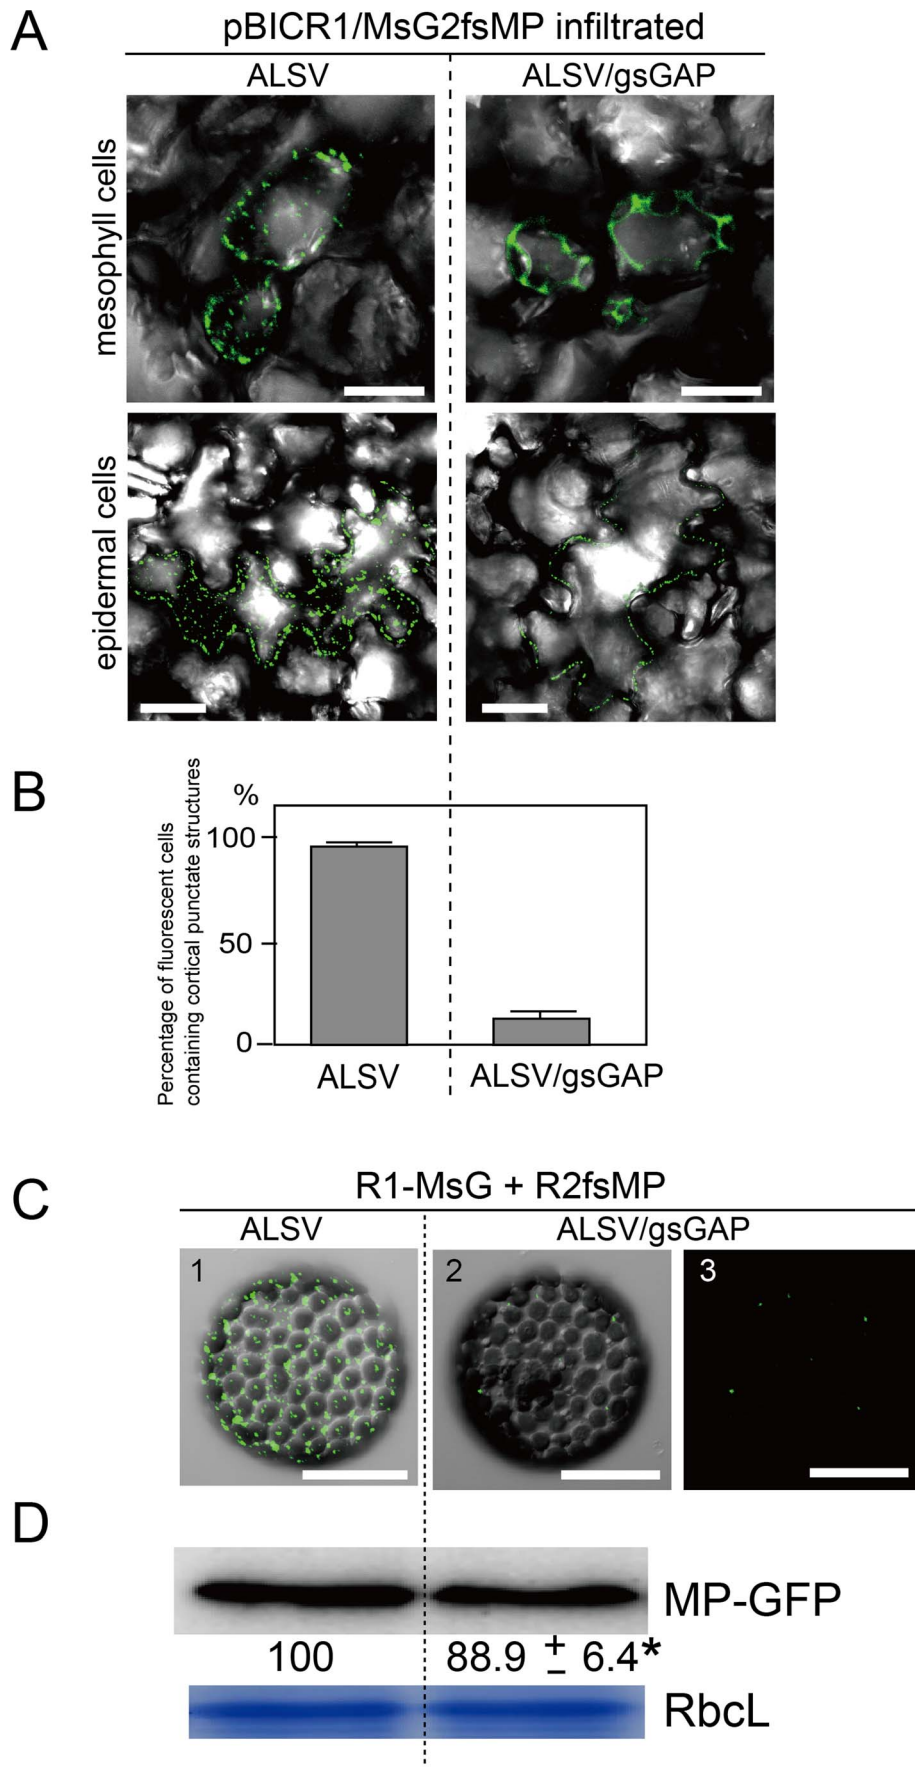 A
pBICR1/MsG2fsMP infiltrated
ALSV
ALSV/gsGAP
mesophyll cells
epidermal cells
B
%
Percentage of fluorescent cells
containing cortical punctate structures
100
50
0
ALSV
ALSV/gsGAP
C
R1-MsG + R2fsMP
ALSV
ALSV/gsGAP
1
2
3
D
MP-GFP
100
88.9 ± 6.4*
RbcL